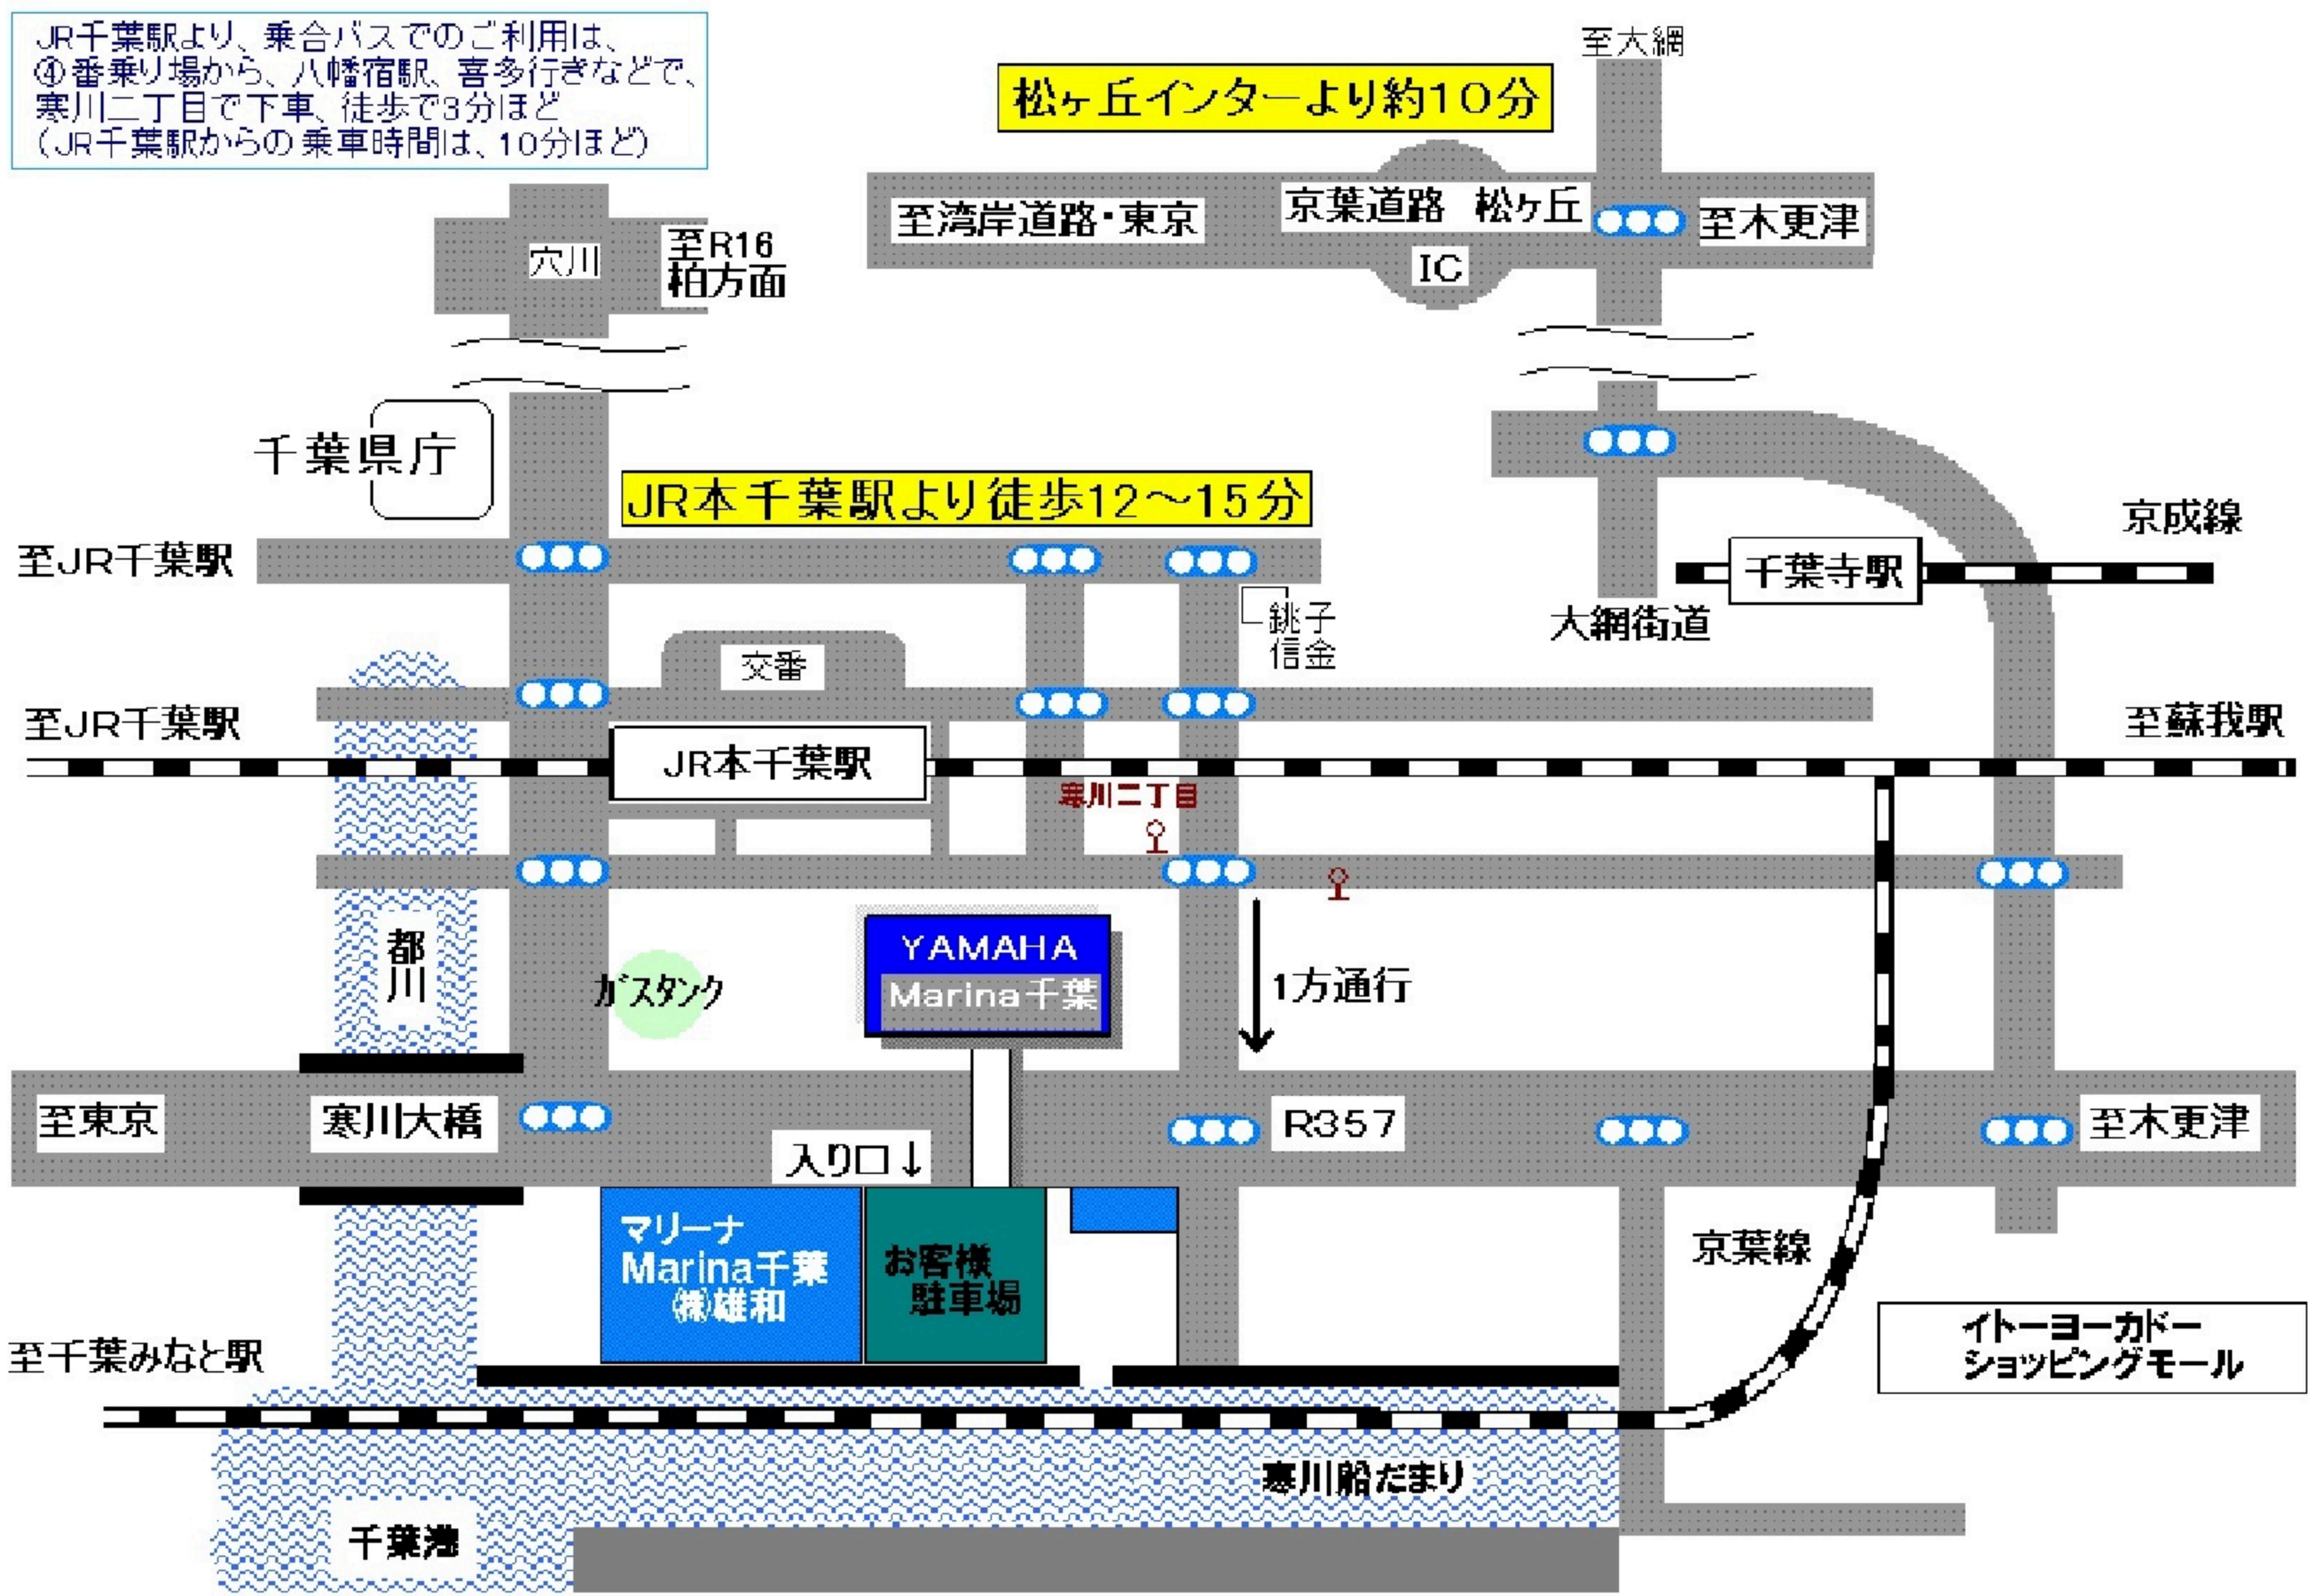 JR千葉駅より、乗合バスでのご利用は、
④番乗り場から、八幡宿駅、喜多行きなどで、
寒川二丁目で下車、徒歩で3分ほど
(JR千葉駅からの乗車時間は、10分ほど)
至大網
松ヶ丘インターより約10分
至湾岸道路・東京
京葉道路 松ヶ丘
IC
至木更津
穴川
至R16
柏方面
千葉県庁
JR本千葉駅より徒歩12～15分
京成線
至JR千葉駅
千葉寺駅
大網街道
銚子
信金
交番
至JR千葉駅
至蘇我駅
JR本千葉駅
寒川二丁目
都川
ガスタンク
YAMAHA
Marina千葉
1方通行
至東京
寒川大橋
R357
至木更津
入り口↓
マリーナ
Marina千葉
㈱雄和
お客様
駐車場
京葉線
イトーヨーカドー
ショッピングモール
至千葉みなと駅
寒川船だまり
千葉港